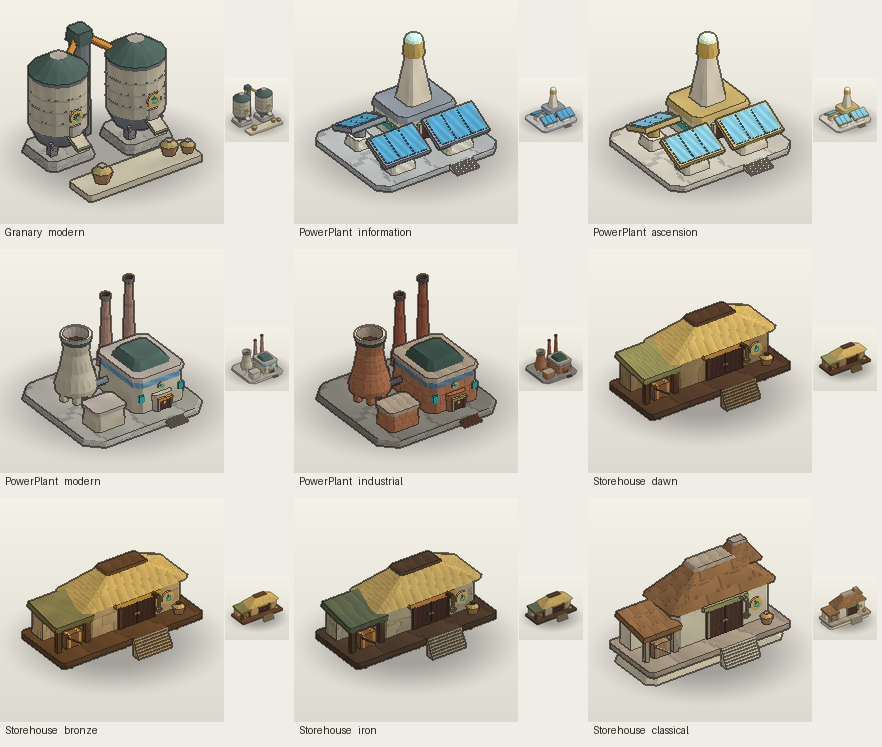 Granary modern
PowerPlant information
PowerPlant ascension
PowerPlant modern
PowerPlant industrial
Storehouse dawn
Storehouse bronze
Storehouse iron
Storehouse classical